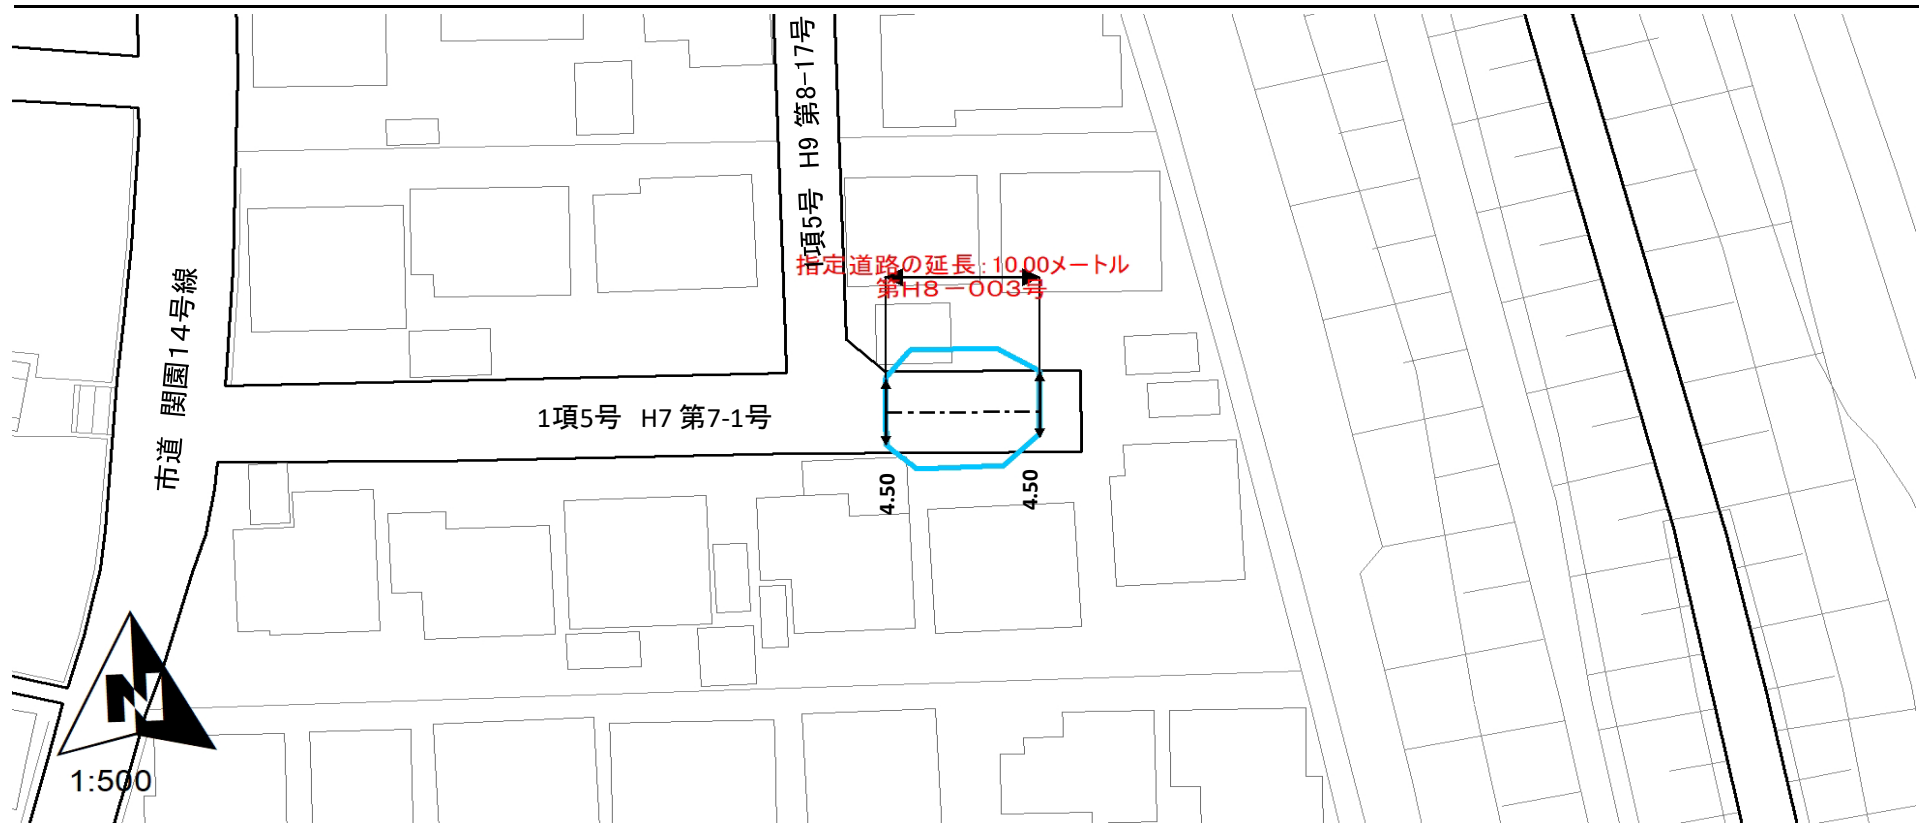 1項5号 H9 第8-17号
指定道路の延長:10.00メートル
第H8-003号
市道 関園14号線
1項5号 H7 第7-1号
4.50
4.50
N
1:500